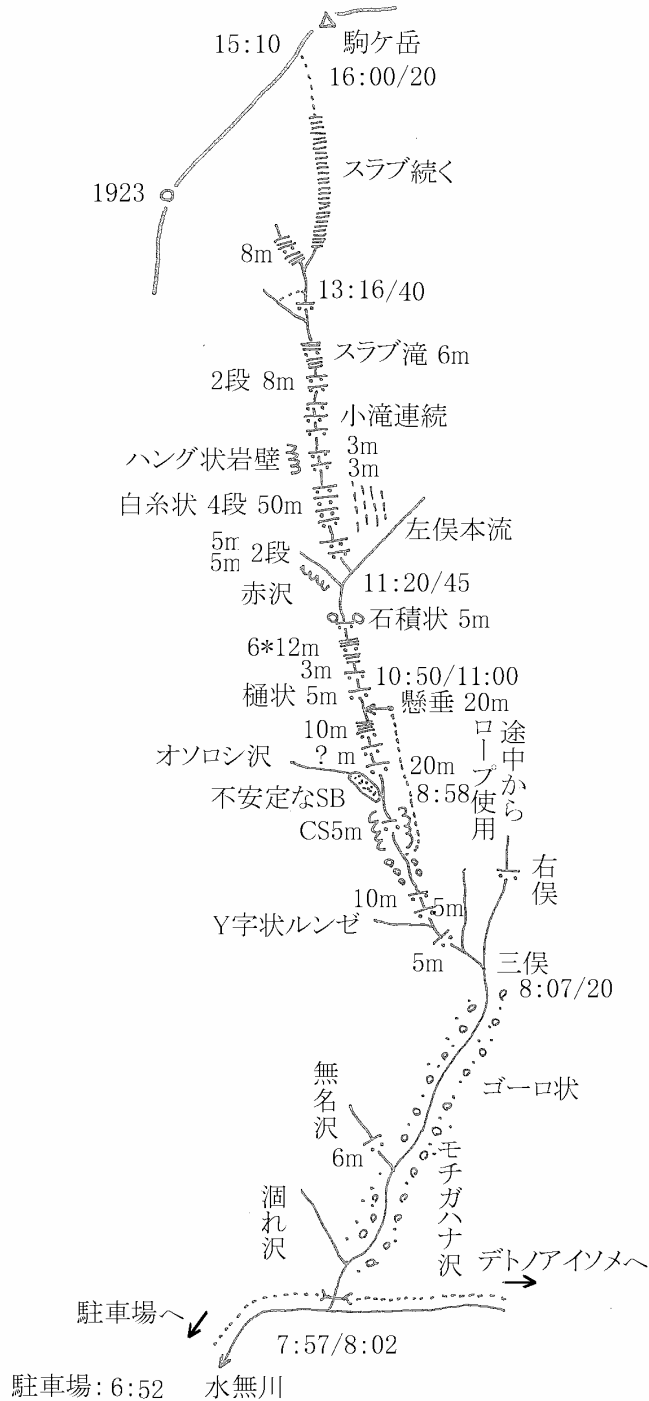 駒ケ岳
15:10
16:00/20
スラブ続く
1923
8m
13:16/40
スラブ滝 6m
2段 8m
小滝連続
3m
3m
ハング状岩壁
白糸状 4段 50m
左俣本流
5m
5m
2段
赤沢
11:20/45
石積状 5m
6*12m
3m
10:50/11:00
樋状 5m
懸垂 20m
10m
?m
オソロシ沢
20m
8:58
途中から
ロープ使用
不安定なSB
CS5m
右俣
10m
5m
Y字状ルンゼ
5m
三俣
8:07/20
ゴーロ状
無名沢
6m
モチガハナ沢
涸れ沢
デトノアイソメへ
駐車場へ
7:57/8:02
駐車場:6:52
水無川